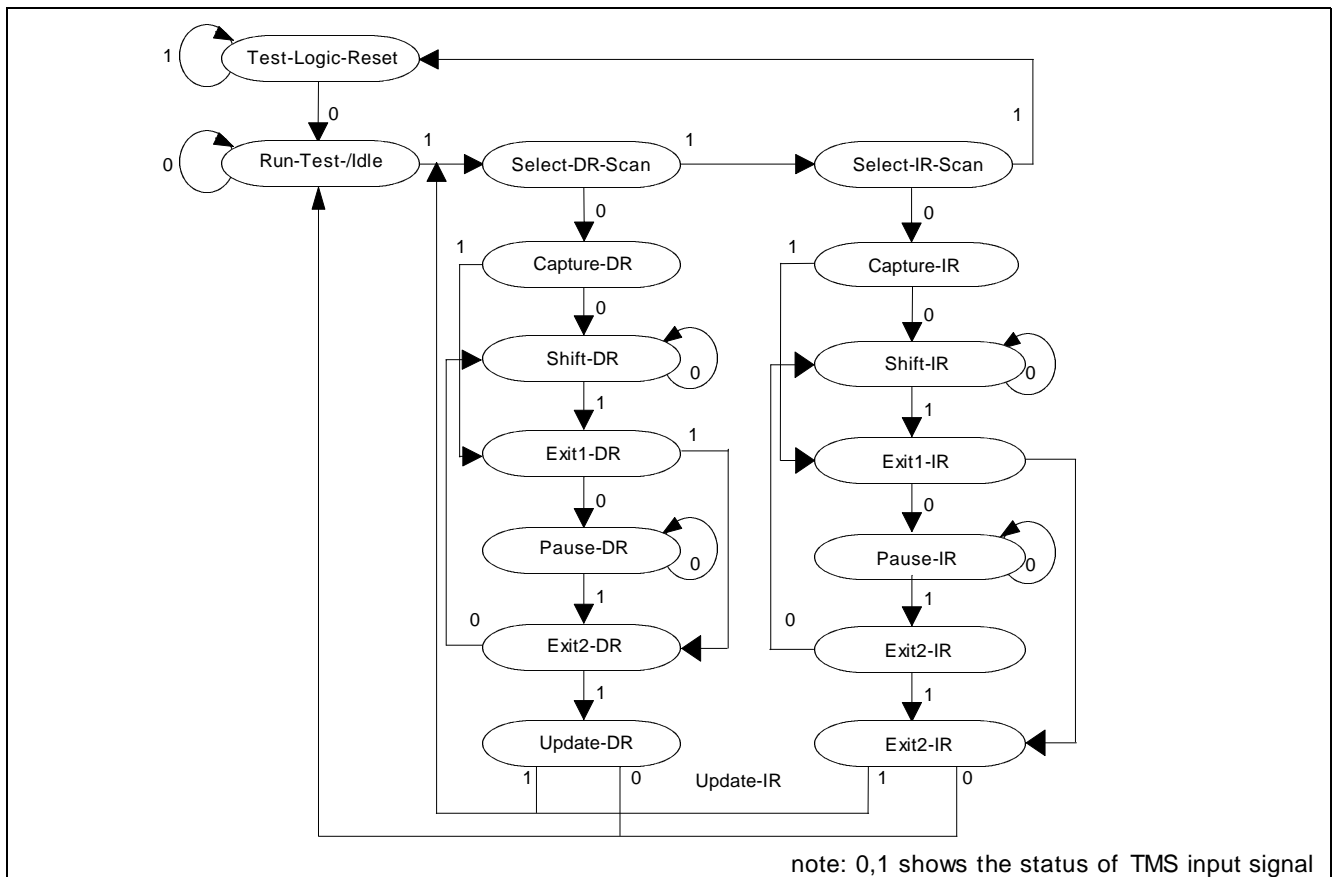 1
Test-Logic-Reset
0
1
0
Run-Test-/Idle
1
Select-DR-Scan
1
Select-IR-Scan
0
0
1
Capture-DR
1
Capture-IR
0
0
Shift-DR
0
Shift-IR
0
1
1
Exit1-DR
1
Exit1-IR
0
0
Pause-DR
0
Pause-IR
0
1
1
0
Exit2-DR
0
Exit2-IR
1
1
Update-DR
Exit2-IR
1
0
Update-IR
1
0
note: 0,1 shows the status of TMS input signal